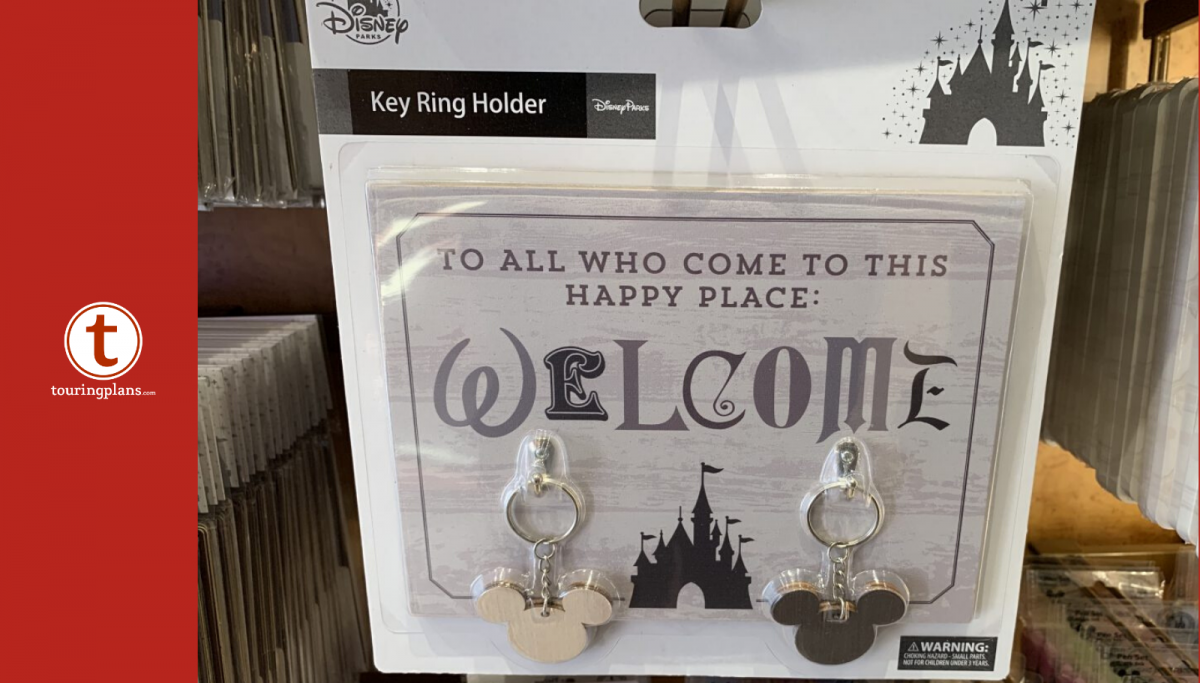 Disney
PARKS
Key Ring Holder
Disney Parks
TO ALL WHO COME TO THIS
HAPPY PLACE:
WELCOME
t
touringplans.com
WARNING:
CHOKING HAZARD - SMALL PARTS.
NOT FOR CHILDREN UNDER 3 YEARS.